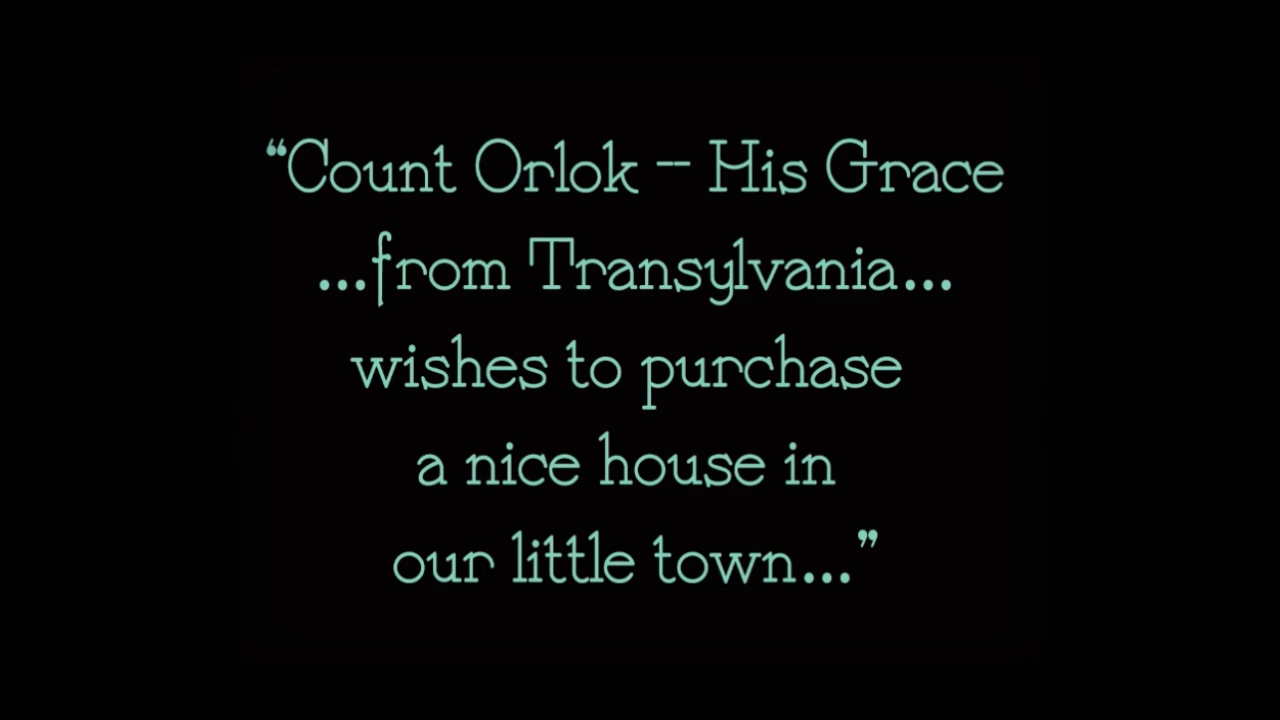 “Count Orlok -- His Grace
...from Transylvania...
wishes to purchase
a nice house in
our little town...”